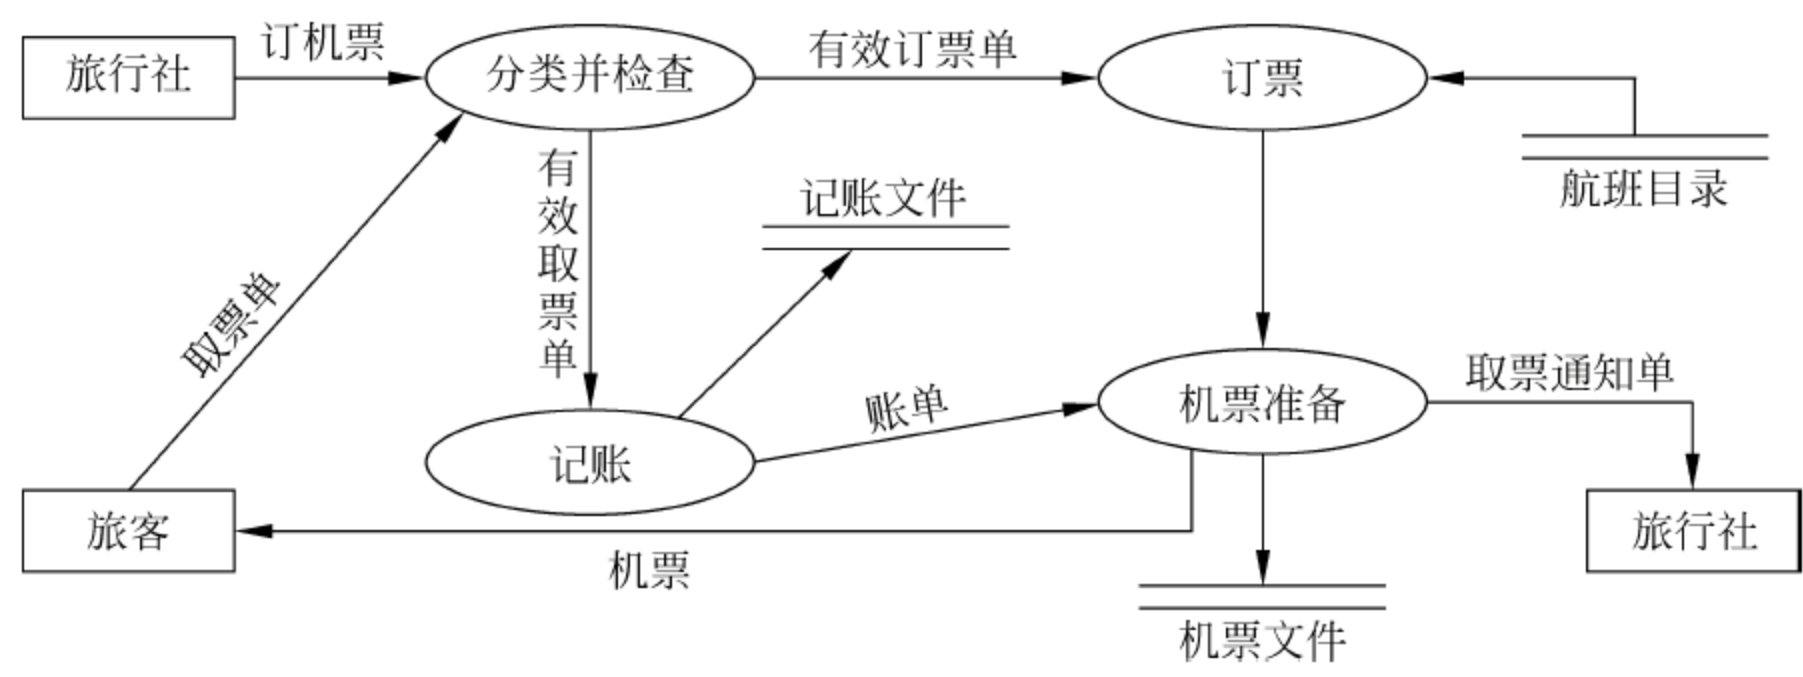 旅行社
订机票
分类并检查
有效订票单
订票
航班目录
有效取票单
记账文件
取票单
账单
机票准备
取票通知单
记账
旅客
机票
旅行社
机票文件